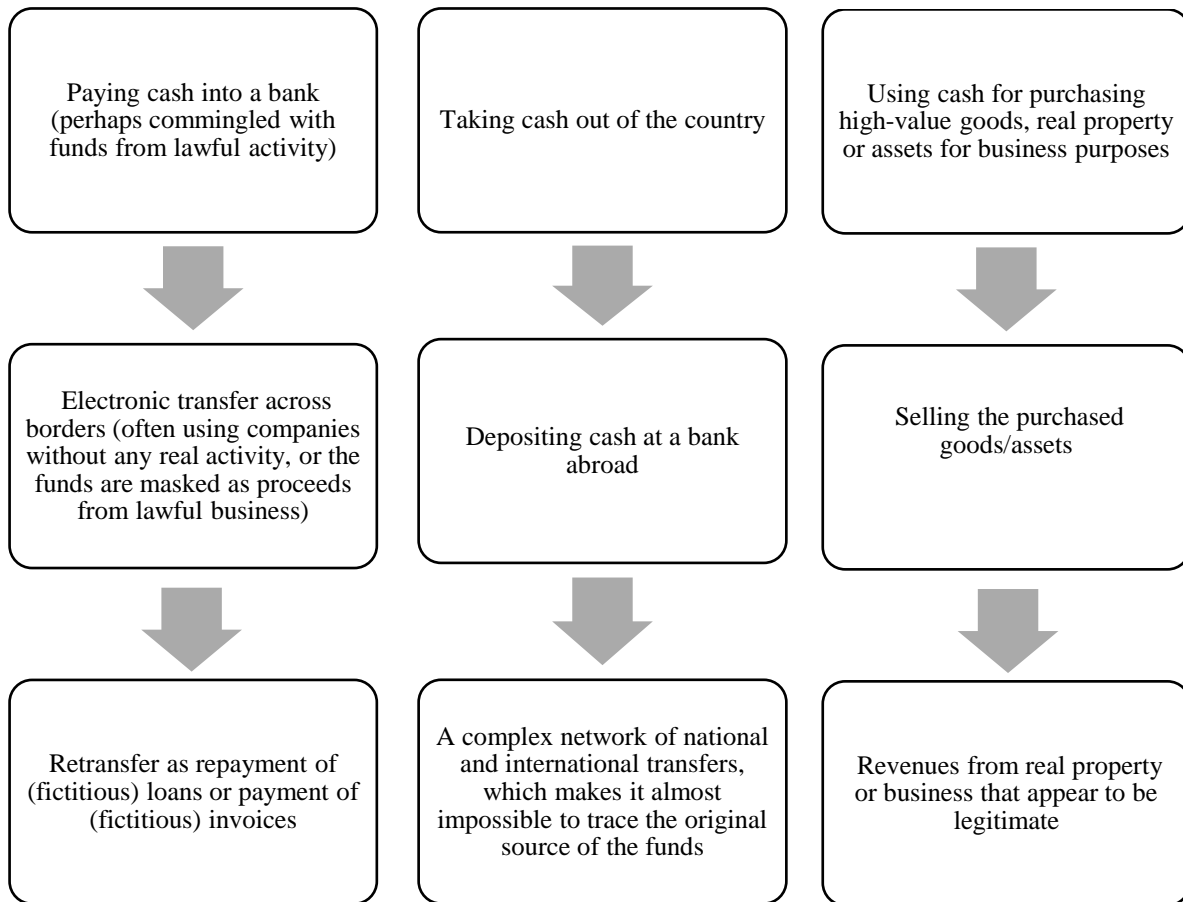 Paying cash into a bank
(perhaps commingled with
funds from lawful activity)
Taking cash out of the country
Using cash for purchasing
high-value goods, real property
or assets for business purposes
Electronic transfer across
borders (often using companies
without any real activity, or the
funds are masked as proceeds
from lawful business)
Depositing cash at a bank
abroad
Selling the purchased
goods/assets
Retransfer as repayment of
(fictitious) loans or payment of
(fictitious) invoices
A complex network of national
and international transfers,
which makes it almost
impossible to trace the original
source of the funds
Revenues from real property
or business that appear to be
legitimate